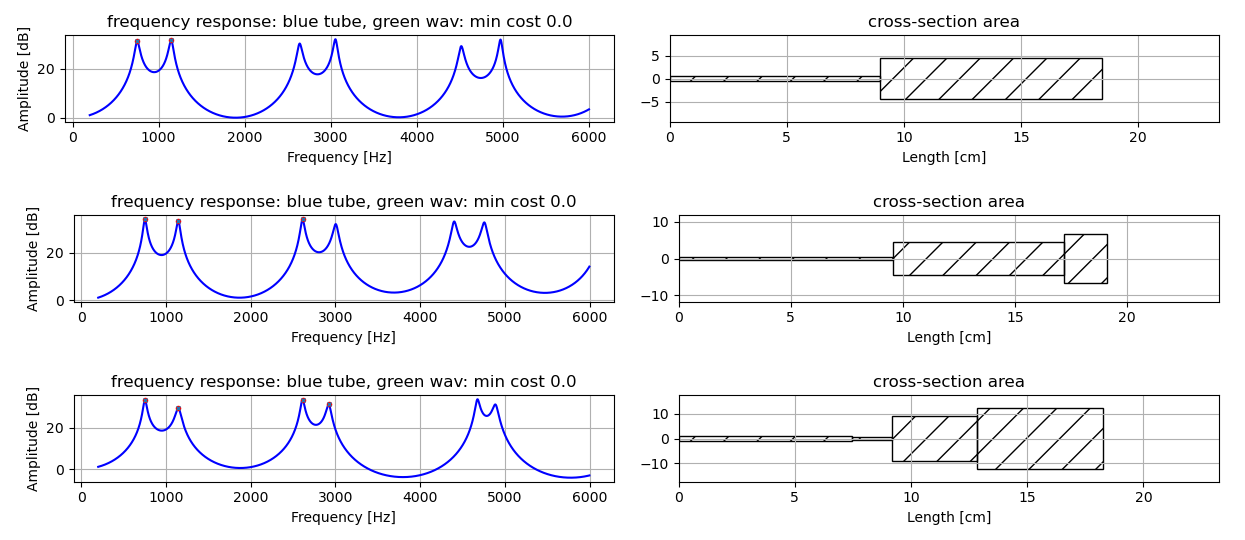 frequency response: blue tube, green wav: min cost 0.0
cross-section area
Amplitude [dB]
20
0
0 1000 2000 3000 4000 5000 6000
Frequency [Hz]
5
0
−5
0 5 10 15 20
Length [cm]
frequency response: blue tube, green wav: min cost 0.0
cross-section area
Amplitude [dB]
20
0
0 1000 2000 3000 4000 5000 6000
Frequency [Hz]
10
0
−10
0 5 10 15 20
Length [cm]
frequency response: blue tube, green wav: min cost 0.0
cross-section area
Amplitude [dB]
20
0
0 1000 2000 3000 4000 5000 6000
Frequency [Hz]
10
0
−10
0 5 10 15 20
Length [cm]